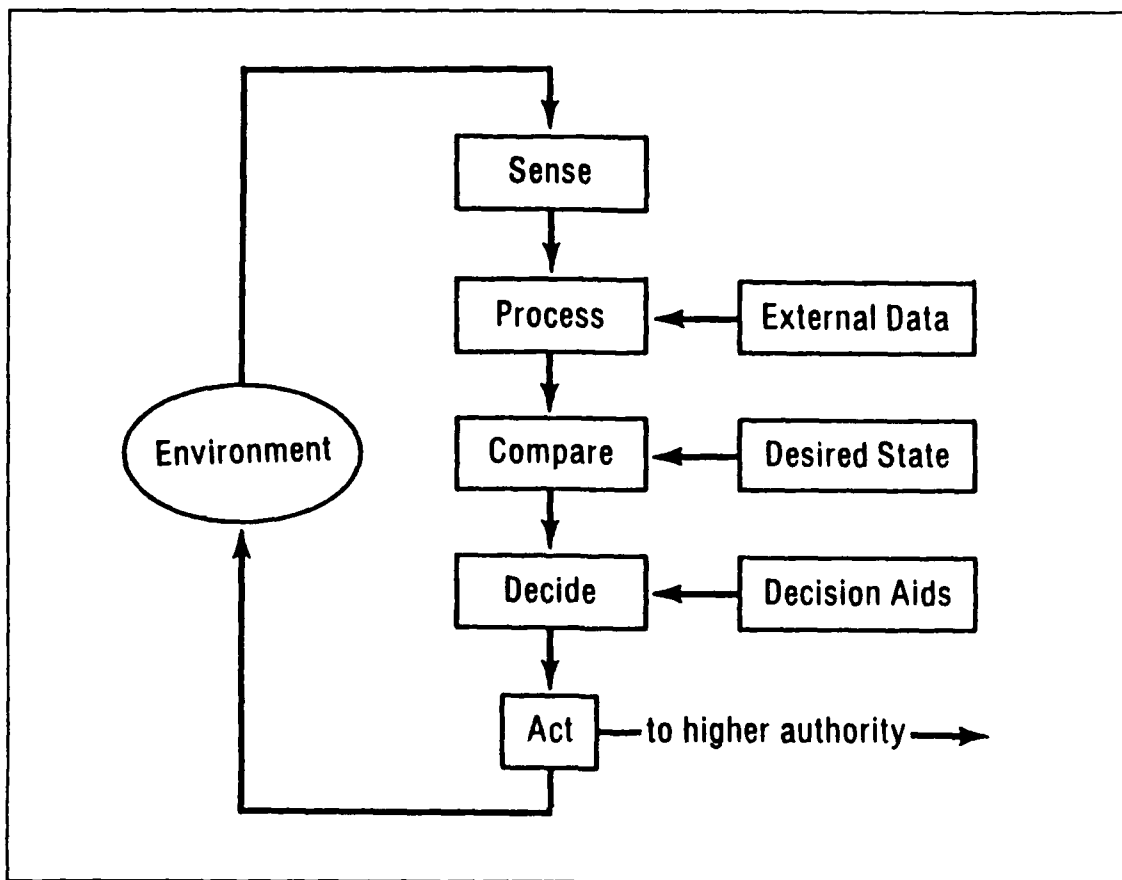 Sense
Process
External Data
Environment
Compare
Desired State
Decide
Decision Aids
Act
to higher authority